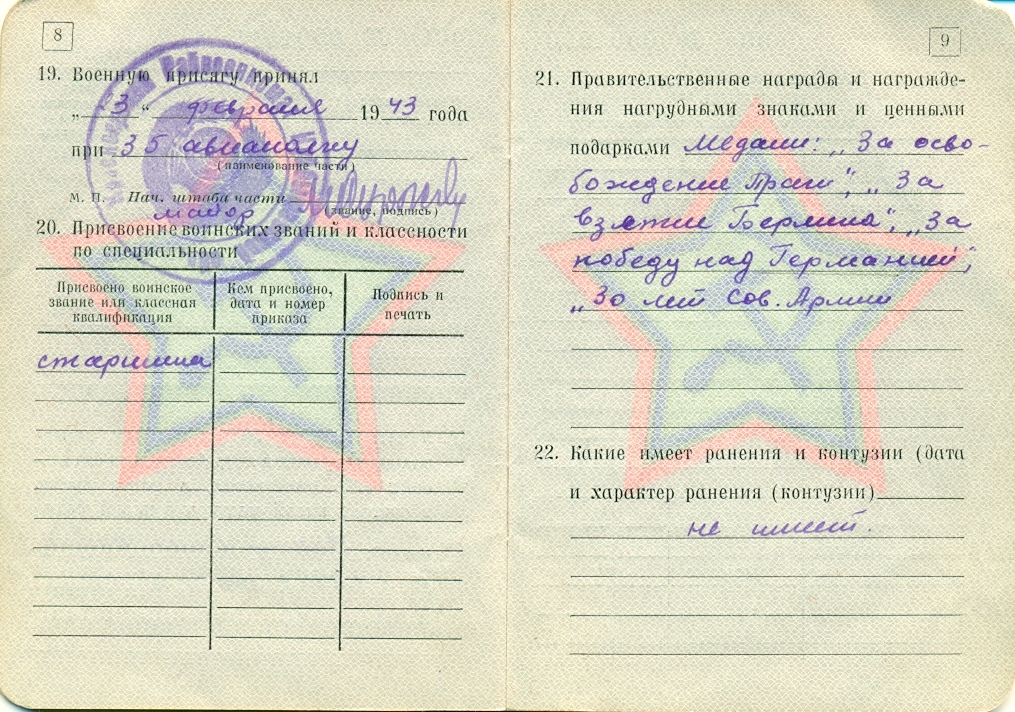 8
19. Военную присягу принял
„ 3 “ февраля 1943 года
при 35 авиаполку
(наименование части)
М. П. Нач. штаба части
майор (звание, подпись)
20. Присвоение воинских званий и классности
по специальности
Присвоено воинское звание или классная квалификация
Кем присвоено, дата и номер приказа
Подпись и печать
старшина
9
21. Правительственные награды и награжде-
ния нагрудными знаками и ценными
подарками Медали: „За осво-
бождение Праги“, „За
взятие Берлина“, „За
победу над Германией“,
„30 лет Сов. Армии
22. Какие имеет ранения и контузии (дата
и характер ранения (контузии)
не имеет.